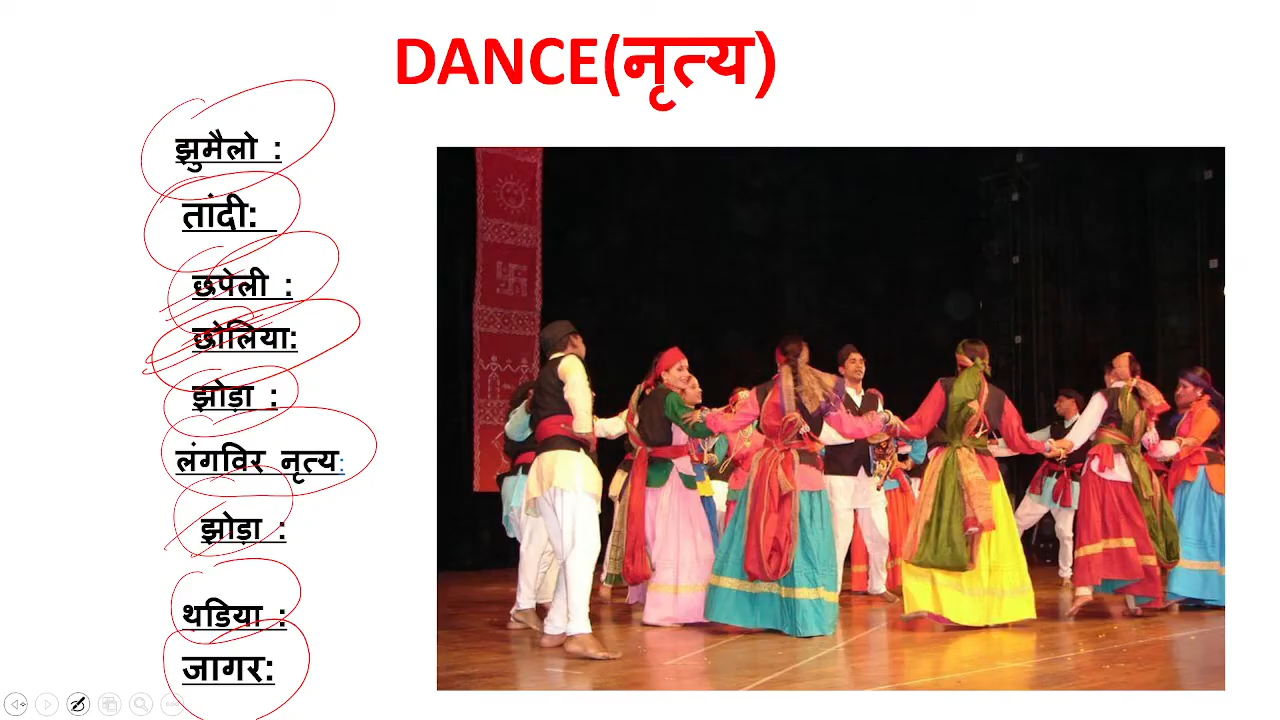 DANCE(नृत्य)
झुमैलो :
तांदी:
छपेली :
छोलिया:
झोड़ा :
लंगविर नृत्य:
झोड़ा :
थडिया :
जागर: